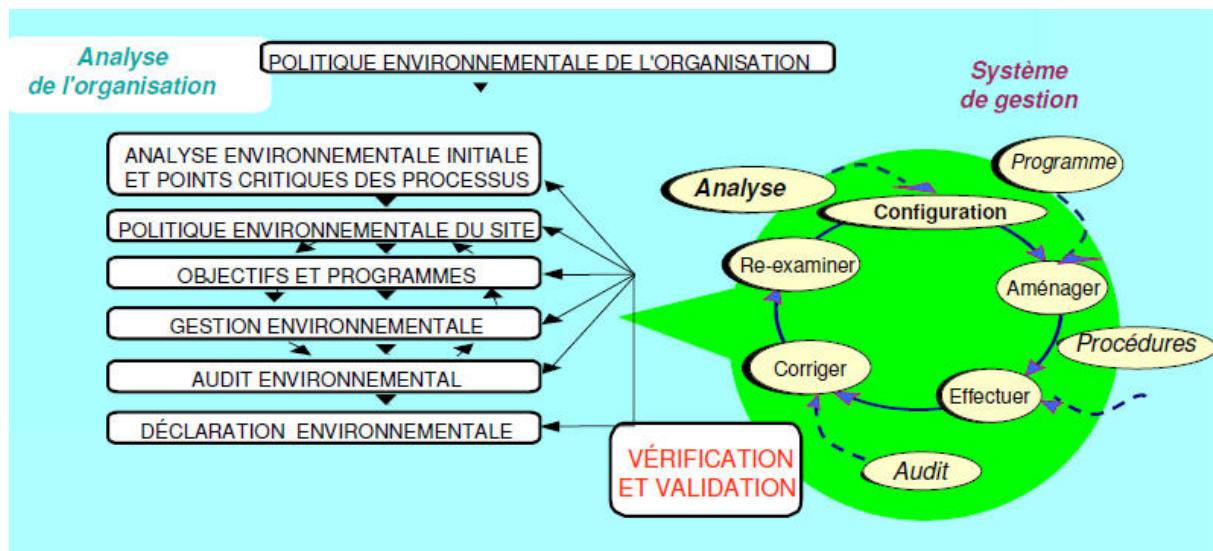 Analyse
de l'organisation
POLITIQUE ENVIRONNEMENTALE DE L'ORGANISATION
ANALYSE ENVIRONNEMENTALE INITIALE
ET POINTS CRITIQUES DES PROCESSUS
POLITIQUE ENVIRONNEMENTALE DU SITE
OBJECTIFS ET PROGRAMMES
GESTION ENVIRONNEMENTALE
AUDIT ENVIRONNEMENTAL
DÉCLARATION ENVIRONNEMENTALE
VÉRIFICATION
ET VALIDATION
Système
de gestion
Programme
Analyse
Configuration
Re-examiner
Aménager
Procédures
Corriger
Effectuer
Audit